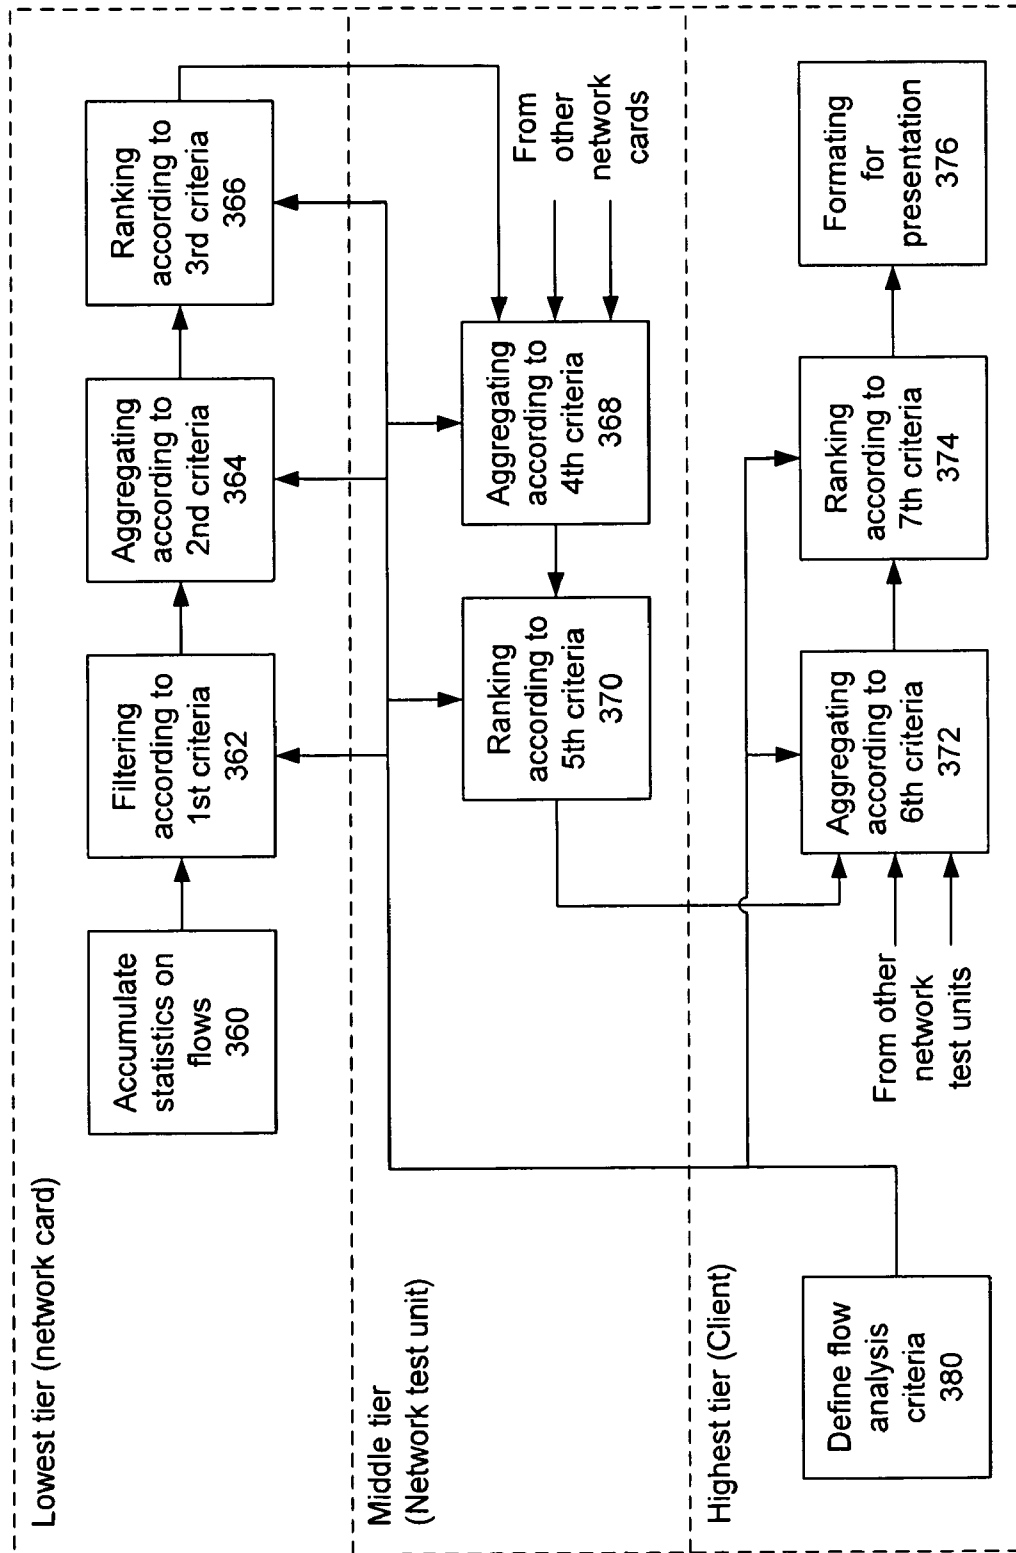 Lowest tier (network card)
Accumulate
statistics on
flows
360
Filtering
according to
1st criteria
362
Aggregating
according to
2nd criteria
364
Ranking
according to
3rd criteria
366
Middle tier
(Network test unit)
Ranking
according to
5th criteria
370
Aggregating
according to
4th criteria
368
From
other
network
cards
Highest tier (Client)
Define flow
analysis
criteria
380
From other
network
test units
Aggregating
according to
6th criteria
372
Ranking
according to
7th criteria
374
Formating
for
presentation
376